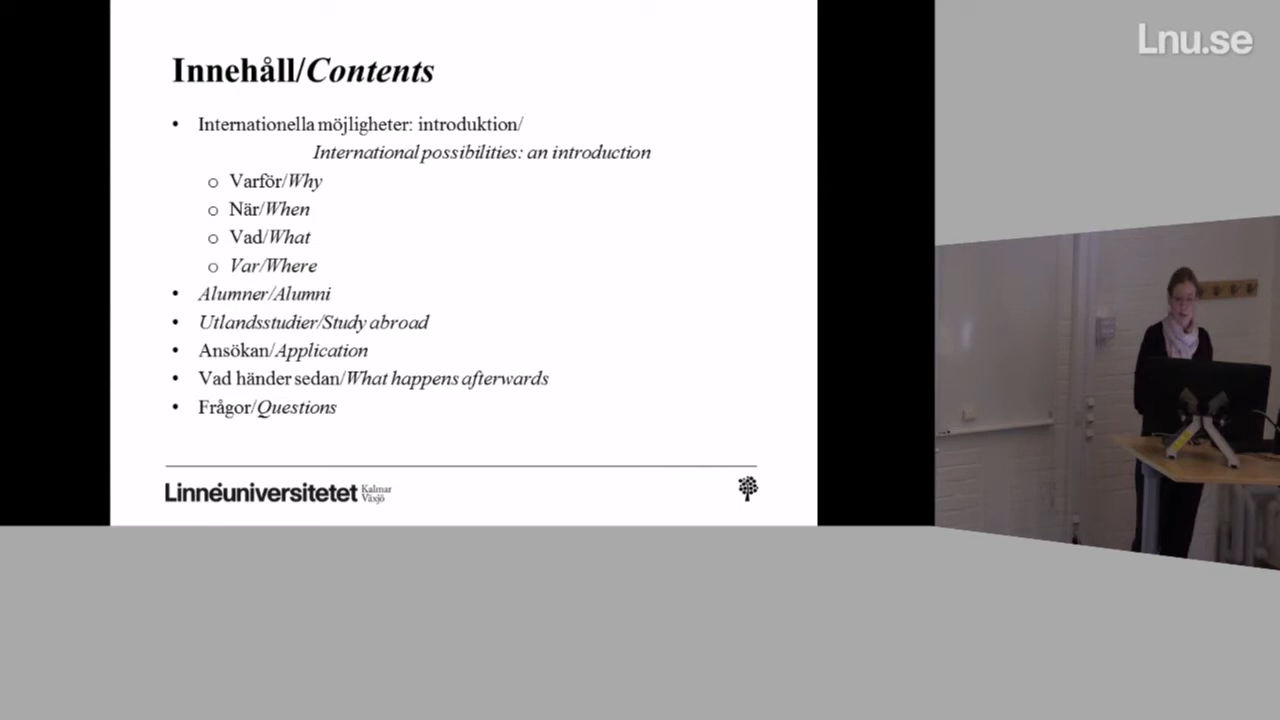 Lnu.se
Innehåll/Contents
• Internationella möjligheter: introduktion/
International possibilities: an introduction
o Varför/Why
o När/When
o Vad/What
o Var/Where
• Alumner/Alumni
• Utlandsstudier/Study abroad
• Ansökan/Application
• Vad händer sedan/What happens afterwards
• Frågor/Questions
Linnéuniversitetet Kalmar
Växjö